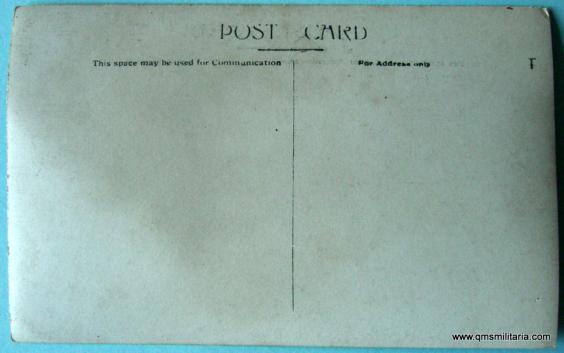 POST CARD
This space may be used for Communication For Address only
T
www.qmsmilitaria.com